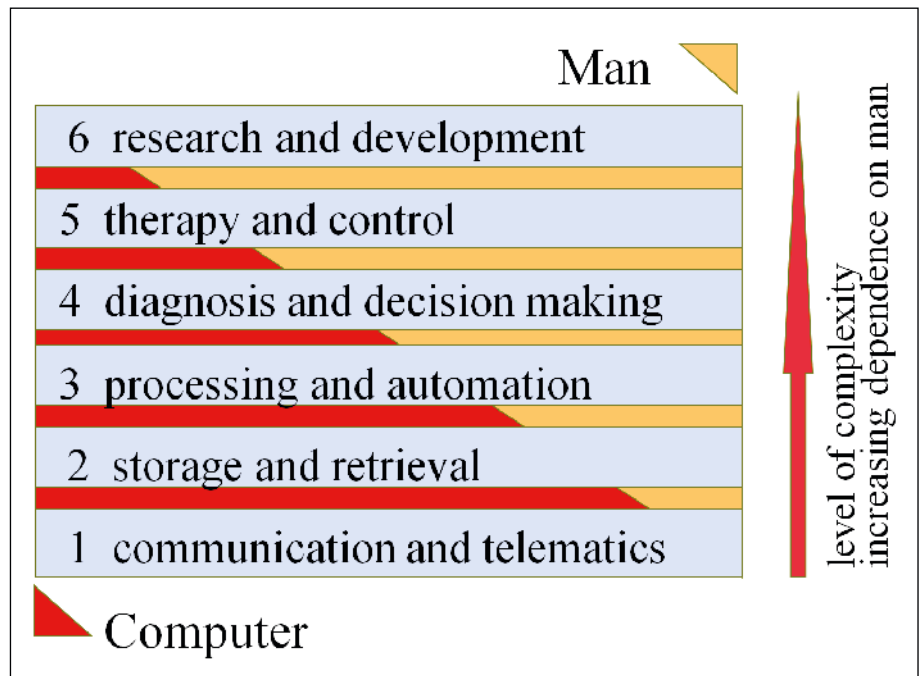 Man
6 research and development
5 therapy and control
4 diagnosis and decision making
3 processing and automation
2 storage and retrieval
1 communication and telematics
Computer
level of complexity
increasing dependence on man